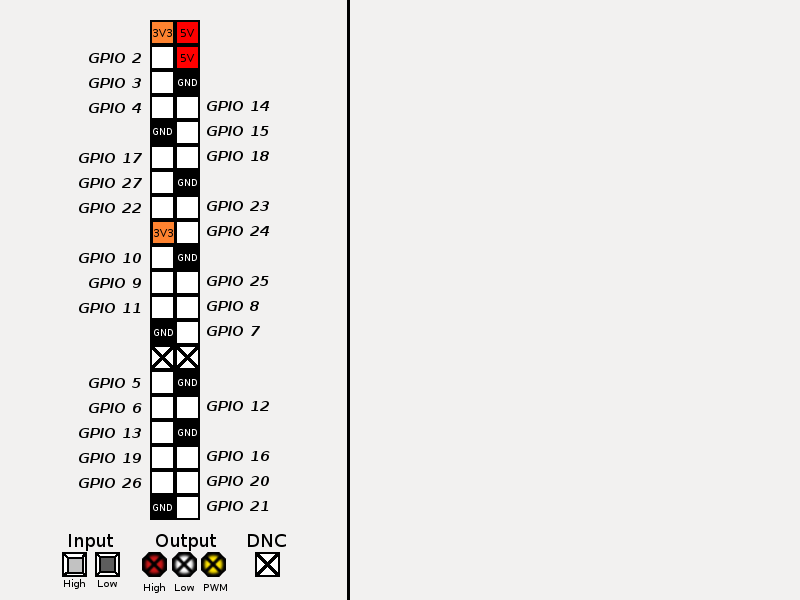 3V3 5V
GPIO 2 5V
GPIO 3 GND
GPIO 4 GPIO 14
GND GPIO 15
GPIO 17 GPIO 18
GPIO 27 GND
GPIO 22 GPIO 23
3V3 GPIO 24
GPIO 10 GND
GPIO 9 GPIO 25
GPIO 11 GPIO 8
GND GPIO 7
GPIO 5 GND
GPIO 6 GPIO 12
GPIO 13 GND
GPIO 19 GPIO 16
GPIO 26 GPIO 20
GND GPIO 21
Input Output DNC
High Low High Low PWM